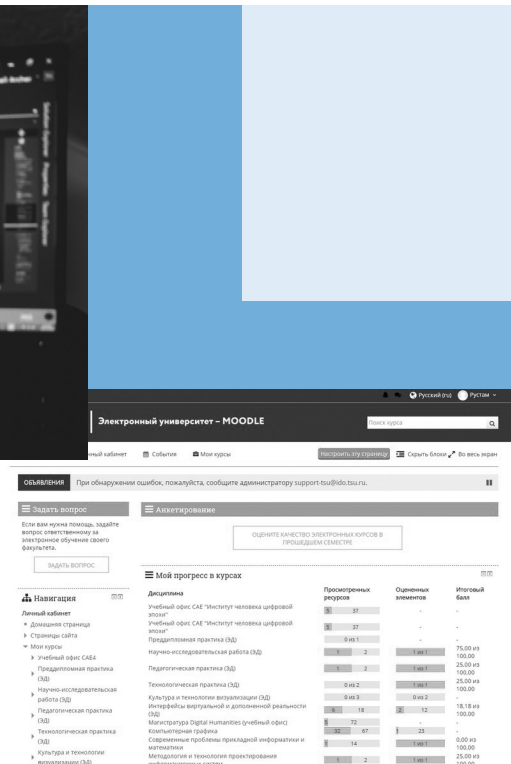 Solution Explorer Properties Team Explorer
Русский (ru) Рустам
Электронный университет – MOODLE
Поиск курса
ный кабинет События Мои курсы Настроить эту страницу Скрыть блоки Во весь экран
ОБЪЯВЛЕНИЯ При обнаружении ошибок, пожалуйста, сообщите администратору support-tsu@ido.tsu.ru.
Задать вопрос
Если вам нужна помощь, задайте
вопрос ответственному за
электронное обучение своего
факультета.
ЗАДАТЬ ВОПРОС
Навигация
Личный кабинет
Домашняя страница
Страницы сайта
Мои курсы
Учебный офис САЕ4
Преддипломная практика
(ЭД)
Научно-исследовательская
работа (ЭД)
Педагогическая практика
(ЭД)
Технологическая практика
(ЭД)
Культура и технологии
визуализации (ЭД)
Анкетирование
ОЦЕНИТЕ КАЧЕСТВО ЭЛЕКТРОННЫХ КУРСОВ В
ПРОШЕДШЕМ СЕМЕСТРЕ
Мой прогресс в курсах
Дисциплина Просмотренных ресурсов Оцененных элементов Итоговый балл
Учебный офис САЕ "Институт человека цифровой
эпохи" 5 37 - -
Учебный офис САЕ "Институт человека цифровой
эпохи" 5 37 - -
Преддипломная практика (ЭД) 0 из 1 - -
Научно-исследовательская работа (ЭД) 1 2 1 из 1 75,00 из
100,00
Педагогическая практика (ЭД) 1 2 1 из 1 25,00 из
100,00
Технологическая практика (ЭД) 0 из 2 1 из 1 25,00 из
100,00
Культура и технологии визуализации (ЭД) 0 из 3 0 из 2 -
Интерфейсы виртуальной и дополненной реальности
(ЭД) 6 18 2 12 18,18 из
100,00
Магистратура Digital Humanities (учебный офис) 5 72 - -
Компьютерная графика 32 67 1 23 -
Современные проблемы прикладной информатики и
математики 1 14 1 из 1 0,00 из
100,00
Методология и технология проектирования
информационных систем 1 2 1 из 1 25,00 из
100,00